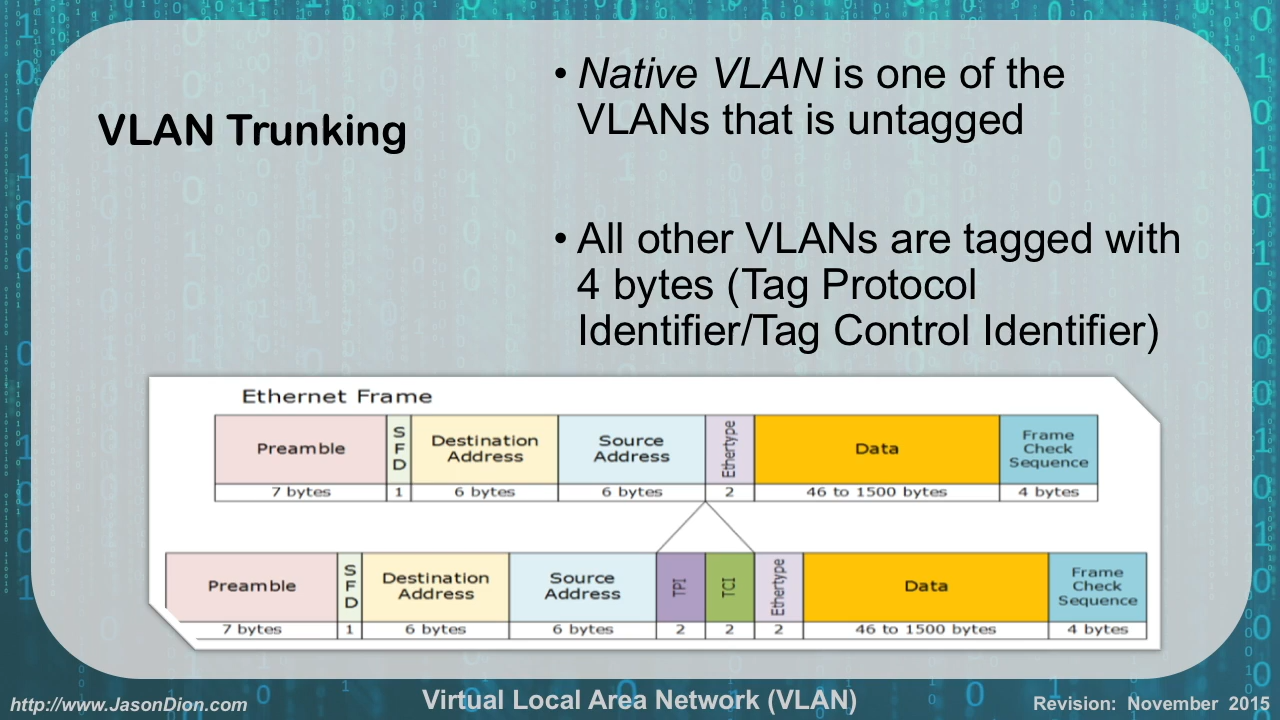 VLAN Trunking
• Native VLAN is one of the
VLANs that is untagged
• All other VLANs are tagged with
4 bytes (Tag Protocol
Identifier/Tag Control Identifier)
Ethernet Frame
Preamble
SFD
Destination
Address
Source
Address
Ethertype
Data
Frame
Check
Sequence
7 bytes
1
6 bytes
6 bytes
2
46 to 1500 bytes
4 bytes
Preamble
SFD
Destination
Address
Source
Address
TPI
TCI
Ethertype
Data
Frame
Check
Sequence
7 bytes
1
6 bytes
6 bytes
2
2
2
46 to 1500 bytes
4 bytes
http://www.JasonDion.com
Virtual Local Area Network (VLAN)
Revision: November 2015